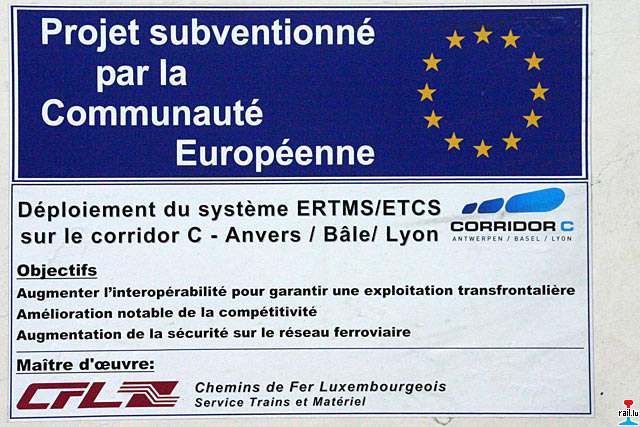 Projet subventionné
par la
Communauté
Européenne
Déploiement du système ERTMS/ETCS
sur le corridor C - Anvers / Bâle/ Lyon
CORRIDOR C
ANTWERPEN / BASEL / LYON
Objectifs
Augmenter l'interopérabilité pour garantir une exploitation transfrontalière
Amélioration notable de la compétitivité
Augmentation de la sécurité sur le réseau ferroviaire
Maître d'œuvre:
CFL
Chemins de Fer Luxembourgeois
Service Trains et Matériel
rail.lu